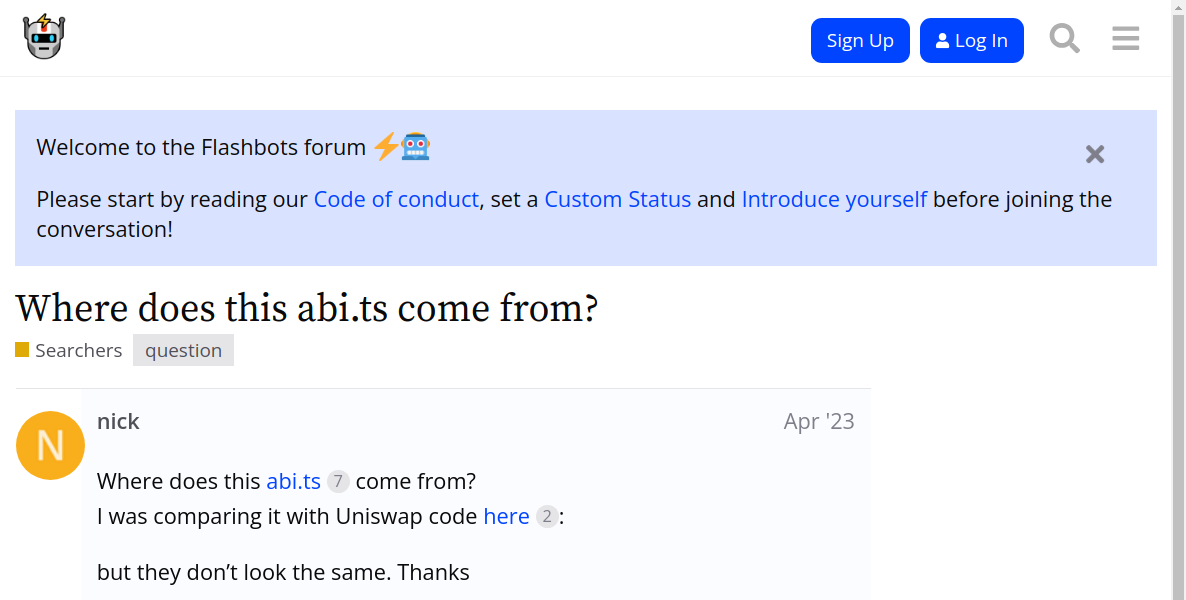 Sign Up
Log In
Welcome to the Flashbots forum ⚡🤖
Please start by reading our Code of conduct, set a Custom Status and Introduce yourself before joining the
conversation!
Where does this abi.ts come from?
Searchers question
nick Apr '23
N
Where does this abi.ts 7 come from?
I was comparing it with Uniswap code here 2:
but they don’t look the same. Thanks